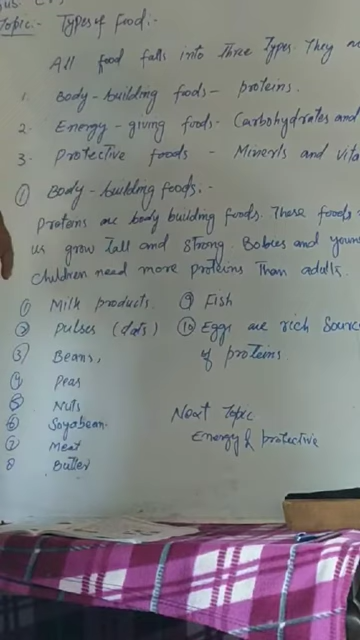 Topic:- Types of Food:-
All food falls into Three Types. They
1. Body-building foods- proteins.
2. Energy-giving foods- Carbohydrates and
3. Protective foods - Minerls and vita
① Body-building foods:-
Proteins are body building foods. These foods
us grow tall and strong. Babies and youn
children need more proteins Than adults.
① Milk products.
② pulses (dals)
③ Beans,
④ Peas
⑤ Nuts
⑥ Soyabean.
⑦ Meat
8 Butter
⑨ Fish
⑩ Eggs are rich Sourc
of proteins.
Next Topic
Energy & protective